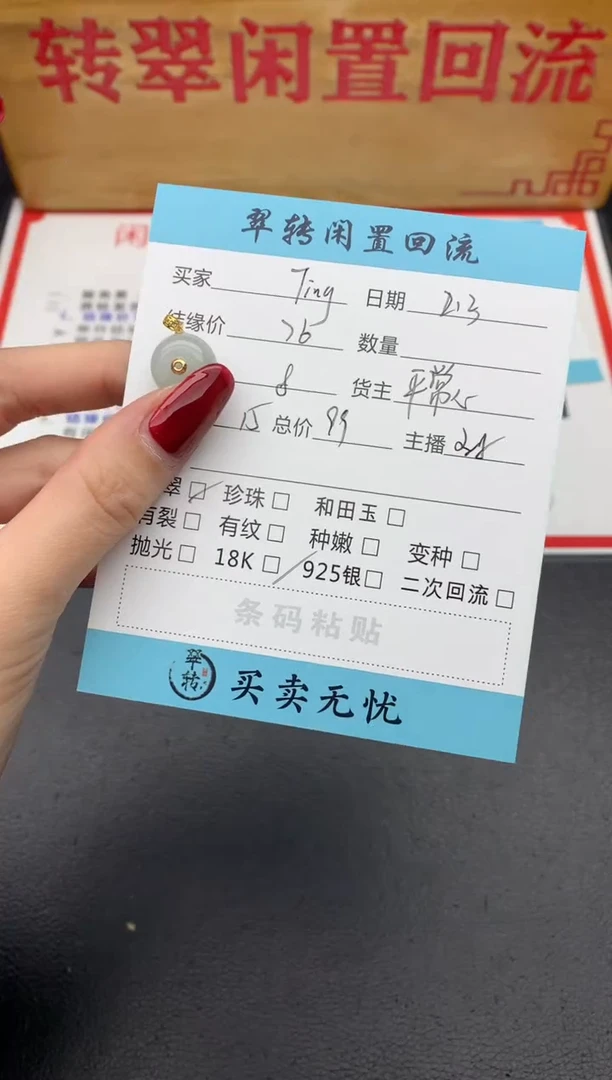 转翠闲置回流
翠转闲置回流
买家 Ting 日期 2.13
结缘价 76 数量
8 货主 平常心
15 总价 99 主播
翠 珍珠 和田玉
有裂 有纹 种嫩 变种
抛光 18K 925银 二次回流
条码粘贴
翠转 买卖无忧